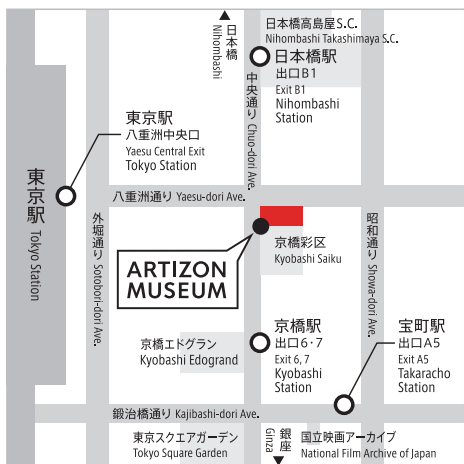 日本橋
Nihombashi
日本橋髙島屋S.C.
Nihombashi Takashimaya S.C.
日本橋駅
出口B1
Exit B1
Nihombashi
Station
中央通り Chuo-dori Ave.
東京駅
八重洲中央口
Yaesu Central Exit
Tokyo Station
東京駅
Tokyo Station
八重洲通り Yaesu-dori Ave.
外堀通り Sotobori-dori Ave.
昭和通り Showa-dori Ave.
ARTIZON
MUSEUM
京橋彩区
Kyobashi Saiku
京橋エドグラン
Kyobashi Edogrand
京橋駅
出口6・7
Exit 6, 7
Kyobashi
Station
宝町駅
出口A5
Exit A5
Takaracho
Station
鍛冶橋通り Kajibashi-dori Ave.
東京スクエアガーデン
Tokyo Square Garden
銀座
Ginza
国立映画アーカイブ
National Film Archive of Japan